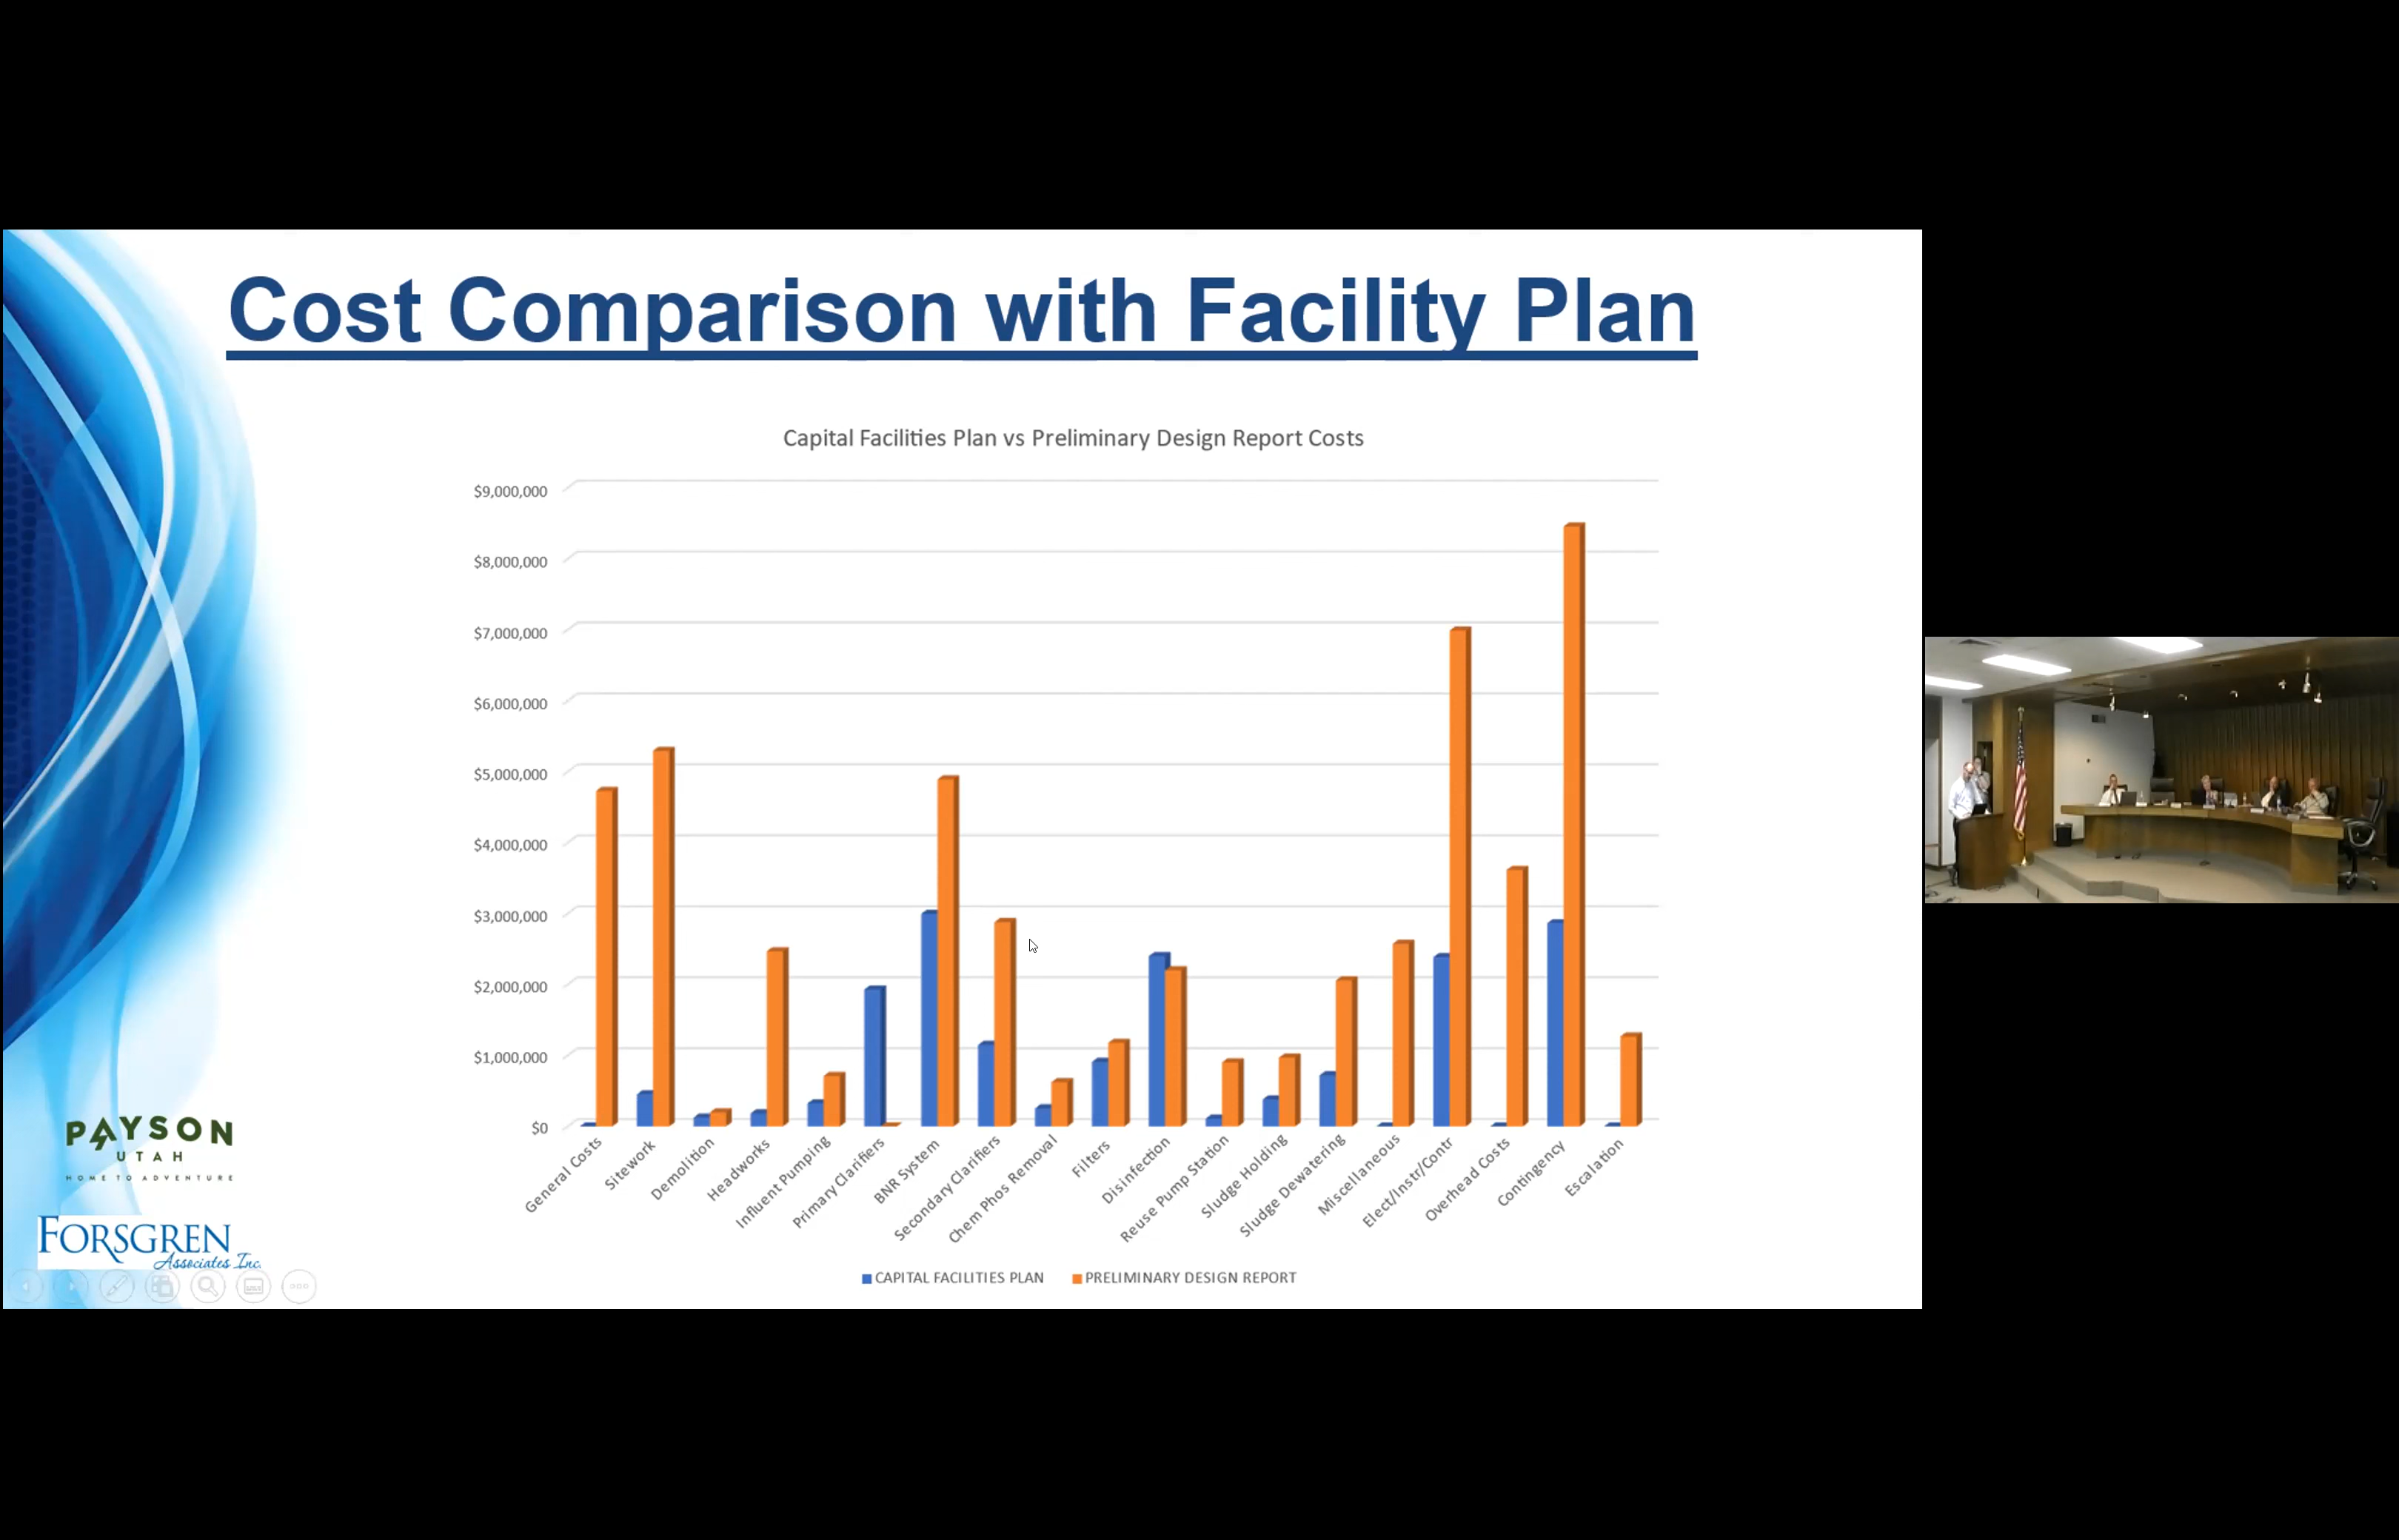 Cost Comparison with Facility Plan
Capital Facilities Plan vs Preliminary Design Report Costs
$9,000,000
$8,000,000
$7,000,000
$6,000,000
$5,000,000
$4,000,000
$3,000,000
$2,000,000
$1,000,000
$0
General Costs
Sitework
Demolition
Headworks
Influent Pumping
Primary Clarifiers
BNR System
Secondary Clarifiers
Chem Phos Removal
Filters
Disinfection
Reuse Pump Station
Sludge Holding
Sludge Dewatering
Miscellaneous
Elect/Instr/Contr
Overhead Costs
Contingency
Escalation
CAPITAL FACILITIES PLAN
PRELIMINARY DESIGN REPORT
PAYSON
UTAH
HOME TO ADVENTURE
FORSGREN
Associates Inc.